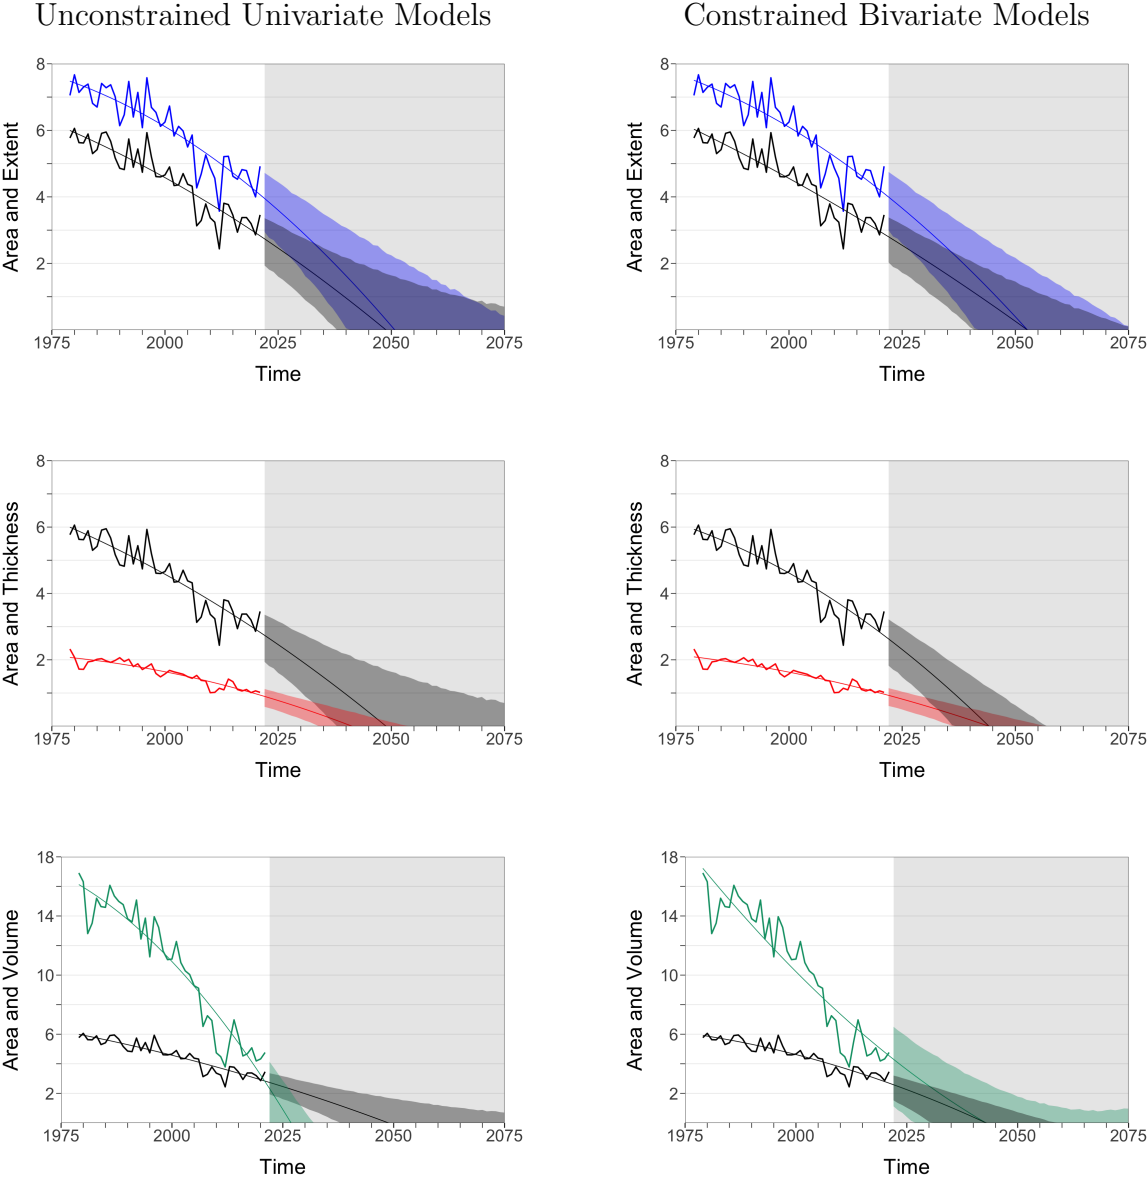 Unconstrained Univariate Models
Constrained Bivariate Models
Area and Extent
8
6
4
2
1975 2000 2025 2050 2075
Time
Area and Extent
8
6
4
2
1975 2000 2025 2050 2075
Time
Area and Thickness
8
6
4
2
1975 2000 2025 2050 2075
Time
Area and Thickness
8
6
4
2
1975 2000 2025 2050 2075
Time
Area and Volume
18
14
10
6
2
1975 2000 2025 2050 2075
Time
Area and Volume
18
14
10
6
2
1975 2000 2025 2050 2075
Time